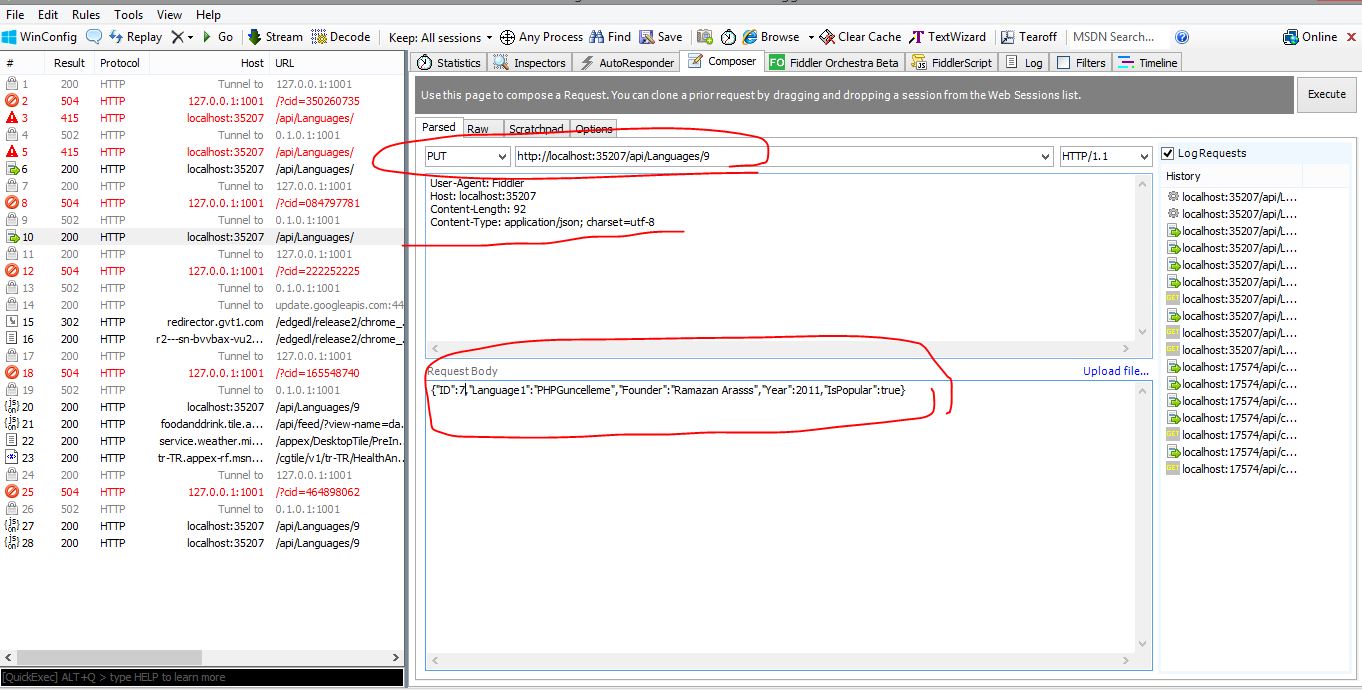 File Edit Rules Tools View Help
WinConfig Replay Go Stream Decode Keep: All sessions Any Process Find Save Browse Clear Cache TextWizard Tearoff MSDN Search... Online
# Result Protocol Host URL
1 200 HTTP Tunnel to 127.0.0.1:1001
2 504 HTTP 127.0.0.1:1001 /?cid=350260735
3 415 HTTP localhost:35207 /api/Languages/
4 502 HTTP Tunnel to 0.1.0.1:1001
5 415 HTTP localhost:35207 /api/Languages/
6 200 HTTP localhost:35207 /api/Languages/
7 200 HTTP Tunnel to 127.0.0.1:1001
8 504 HTTP 127.0.0.1:1001 /?cid=084797781
9 502 HTTP Tunnel to 0.1.0.1:1001
10 200 HTTP localhost:35207 /api/Languages/
11 200 HTTP Tunnel to 127.0.0.1:1001
12 504 HTTP 127.0.0.1:1001 /?cid=222252225
13 502 HTTP Tunnel to 0.1.0.1:1001
14 200 HTTP Tunnel to update.googleapis.com:44
15 302 HTTP redirector.gvt1.com /edgedl/release2/chrome_...
16 200 HTTP r2---sn-bvvbax-vu2... /edgedl/release2/chrome_...
17 200 HTTP Tunnel to 127.0.0.1:1001
18 504 HTTP 127.0.0.1:1001 /?cid=165548740
19 502 HTTP Tunnel to 0.1.0.1:1001
20 200 HTTP localhost:35207 /api/Languages/9
21 200 HTTP foodanddrink.tile.a... /api/feed/?view-name=da...
22 200 HTTP service.weather.mi... /appex/DesktopTile/PreIn...
23 200 HTTP tr-TR.appex-rf.msn... /cgtile/v1/tr-TR/HealthAn...
24 200 HTTP Tunnel to 127.0.0.1:1001
25 504 HTTP 127.0.0.1:1001 /?cid=464898062
26 502 HTTP Tunnel to 0.1.0.1:1001
27 200 HTTP localhost:35207 /api/Languages/9
28 200 HTTP localhost:35207 /api/Languages/9
[QuickExec] ALT+Q > type HELP to learn more
Statistics Inspectors AutoResponder Composer FO Fiddler Orchestra Beta FiddlerScript Log Filters Timeline
Use this page to compose a Request. You can clone a prior request by dragging and dropping a session from the Web Sessions list.
Execute
Parsed Raw Scratchpad Options
PUT http://localhost:35207/api/Languages/9 HTTP/1.1
User-Agent: Fiddler
Host: localhost:35207
Content-Length: 92
Content-Type: application/json; charset=utf-8
Request Body Upload file...
{"ID":7,"Language1":"PHPGuncelleme","Founder":"Ramazan Arasss","Year":2011,"IsPopular":true}
Log Requests
History
localhost:35207/api/L...
localhost:35207/api/L...
localhost:35207/api/L...
localhost:35207/api/L...
localhost:35207/api/L...
localhost:35207/api/L...
localhost:35207/api/L...
localhost:35207/api/L...
localhost:35207/api/L...
localhost:35207/api/L...
localhost:17574/api/c...
localhost:17574/api/c...
localhost:17574/api/c...
localhost:17574/api/c...
localhost:17574/api/c...
localhost:17574/api/c...
localhost:17574/api/c...